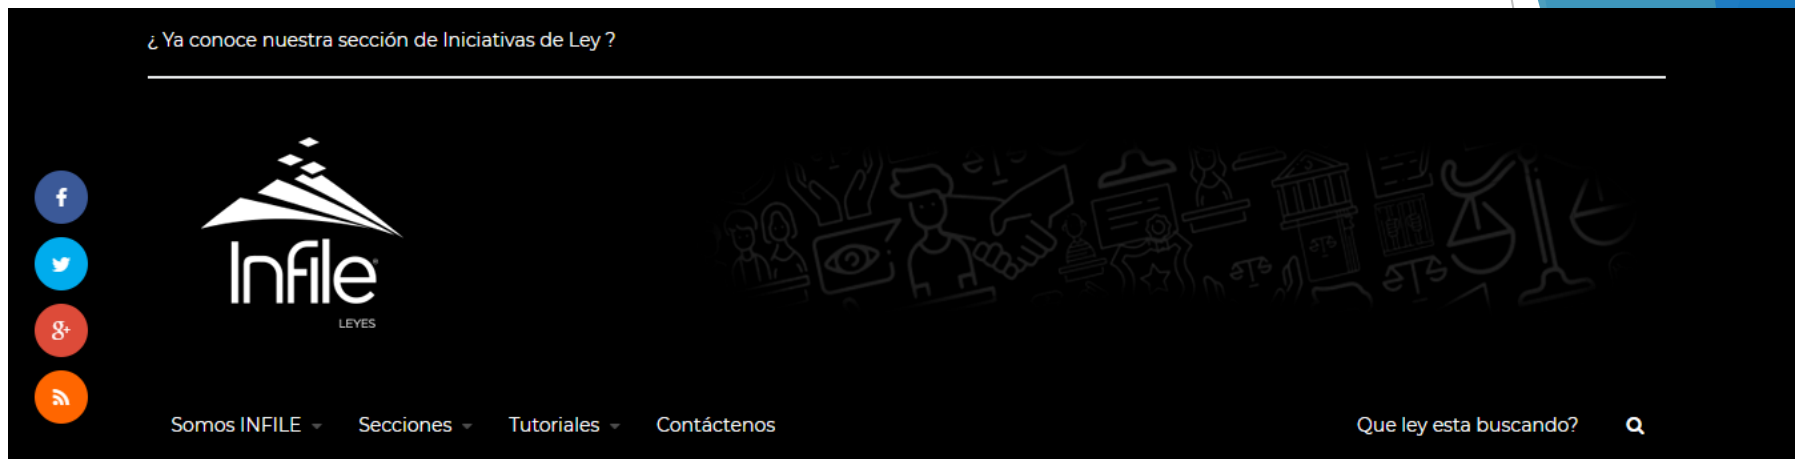 ¿ Ya conoce nuestra sección de Iniciativas de Ley ?
f
Infile
LEYES
g+
Somos INFILE Secciones Tutoriales Contáctenos Que ley esta buscando?